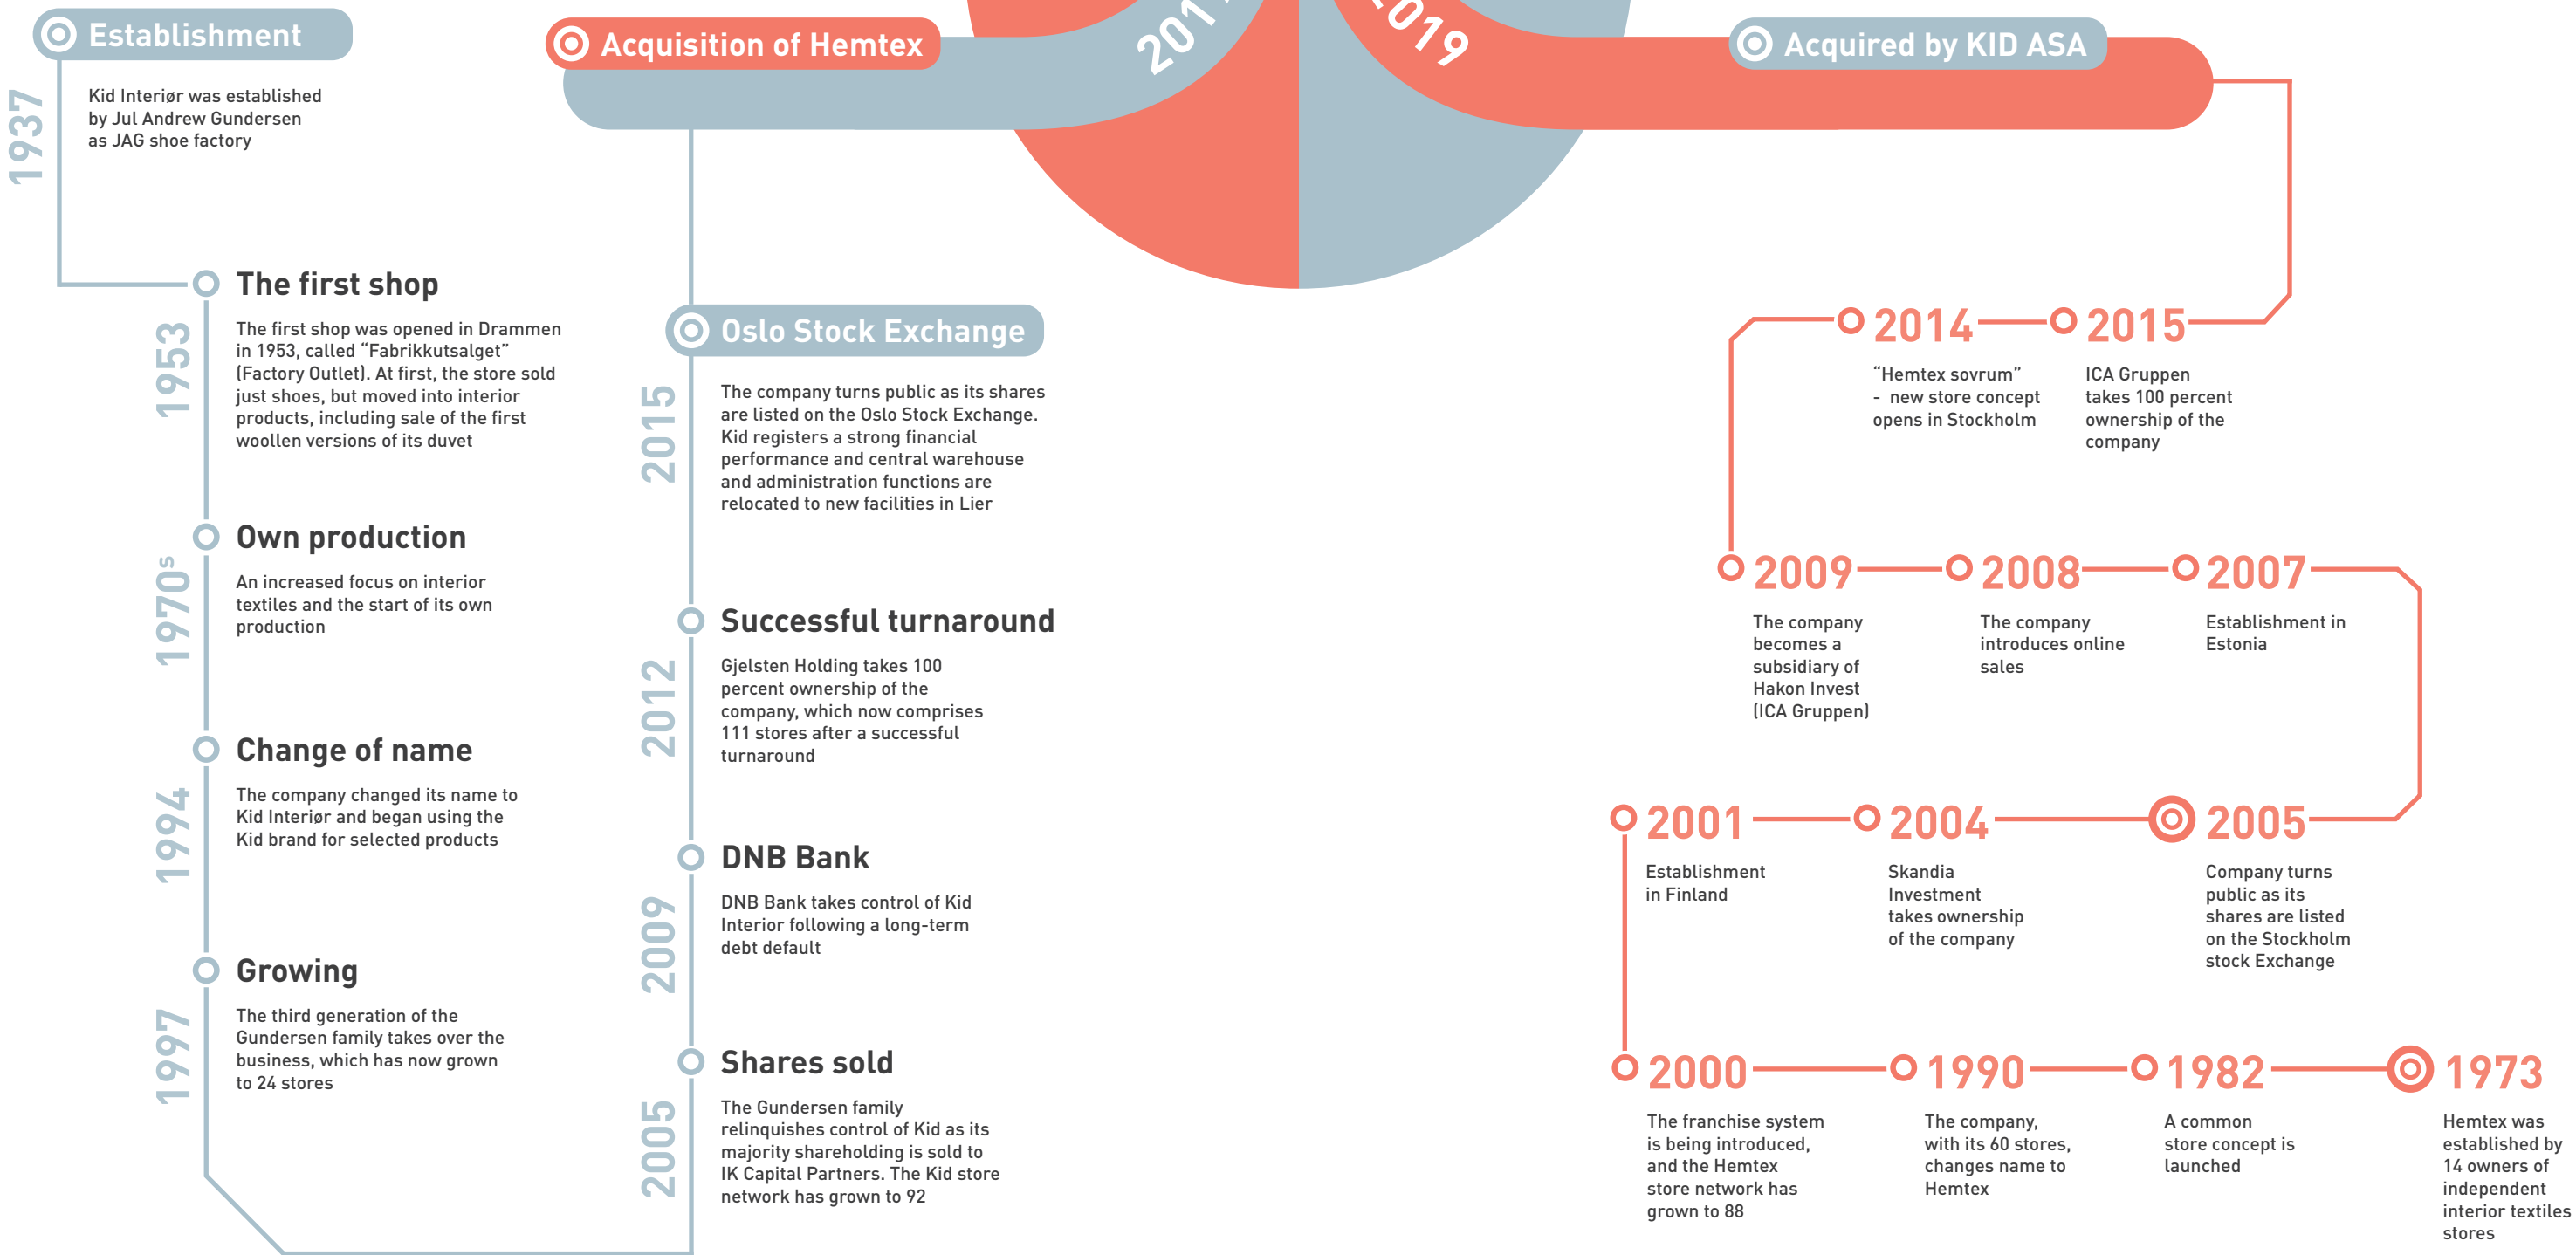 Establishment
1937
Kid Interiør was established
by Jul Andrew Gundersen
as JAG shoe factory
The first shop
1953
The first shop was opened in Drammen
in 1953, called “Fabrikkutsalget”
(Factory Outlet). At first, the store sold
just shoes, but moved into interior
products, including sale of the first
woollen versions of its duvet
Own production
1970s
An increased focus on interior
textiles and the start of its own
production
Change of name
1994
The company changed its name to
Kid Interiør and began using the
Kid brand for selected products
Growing
1997
The third generation of the
Gundersen family takes over the
business, which has now grown
to 24 stores
Acquisition of Hemtex
Oslo Stock Exchange
2015
The company turns public as its shares
are listed on the Oslo Stock Exchange.
Kid registers a strong financial
performance and central warehouse
and administration functions are
relocated to new facilities in Lier
Successful turnaround
2012
Gjelsten Holding takes 100
percent ownership of the
company, which now comprises
111 stores after a successful
turnaround
DNB Bank
2009
DNB Bank takes control of Kid
Interior following a long-term
debt default
Shares sold
2005
The Gundersen family
relinquishes control of Kid as its
majority shareholding is sold to
IK Capital Partners. The Kid store
network has grown to 92
2019
Acquired by KID ASA
2014
“Hemtex sovrum”
- new store concept
opens in Stockholm
2015
ICA Gruppen
takes 100 percent
ownership of the
company
2009
The company
becomes a
subsidiary of
Hakon Invest
(ICA Gruppen)
2008
The company
introduces online
sales
2007
Establishment in
Estonia
2001
Establishment
in Finland
2004
Skandia
Investment
takes ownership
of the company
2005
Company turns
public as its
shares are listed
on the Stockholm
stock Exchange
2000
The franchise system
is being introduced,
and the Hemtex
store network has
grown to 88
1990
The company,
with its 60 stores,
changes name to
Hemtex
1982
A common
store concept is
launched
1973
Hemtex was
established by
14 owners of
independent
interior textiles
stores